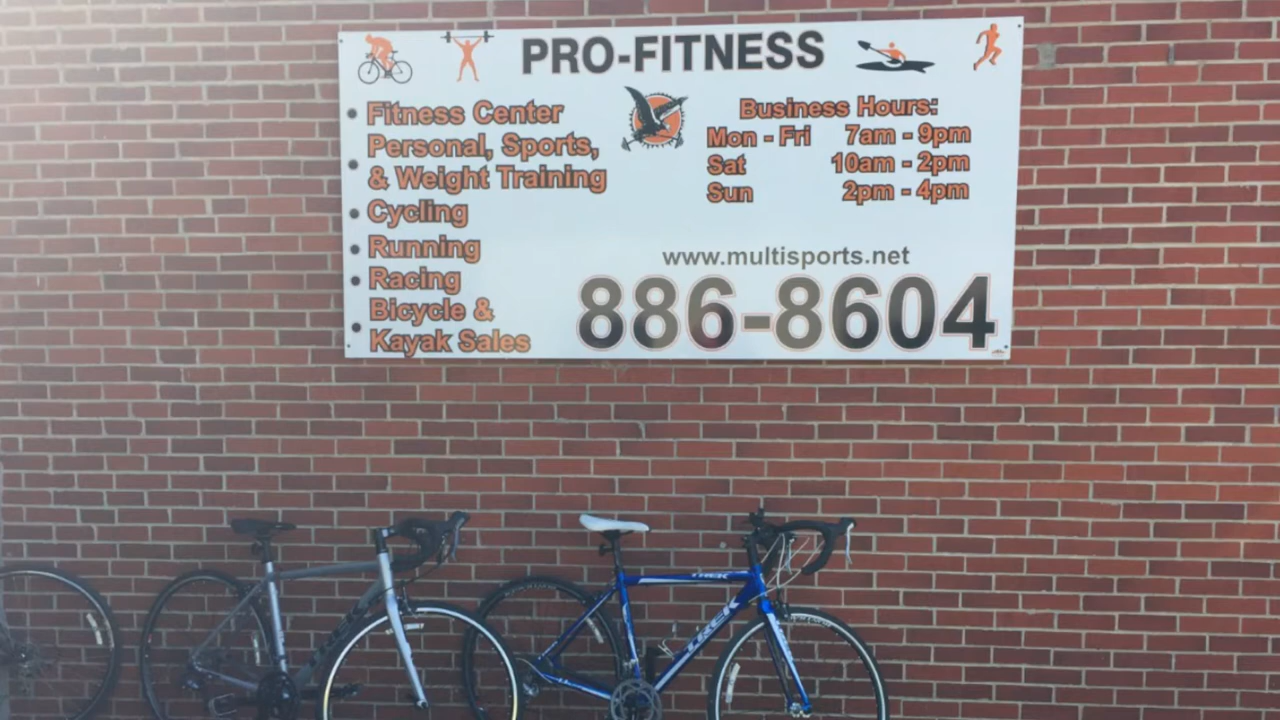 PRO-FITNESS
Fitness Center
Personal, Sports,
& Weight Training
Cycling
Running
Racing
Bicycle &
Kayak Sales
Business Hours:
Mon - Fri 7am - 9pm
Sat 10am - 2pm
Sun 2pm - 4pm
www.multisports.net
886-8604
TREK
TREK